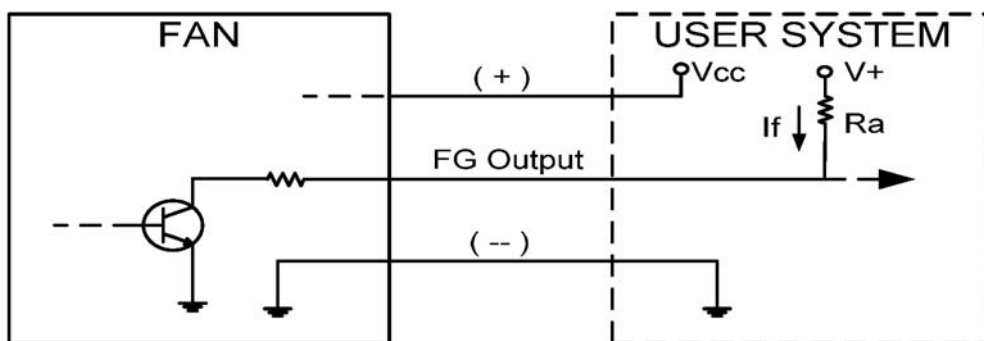 FAN
USER SYSTEM
( + )
Vcc
V+
If
Ra
FG Output
( -- )